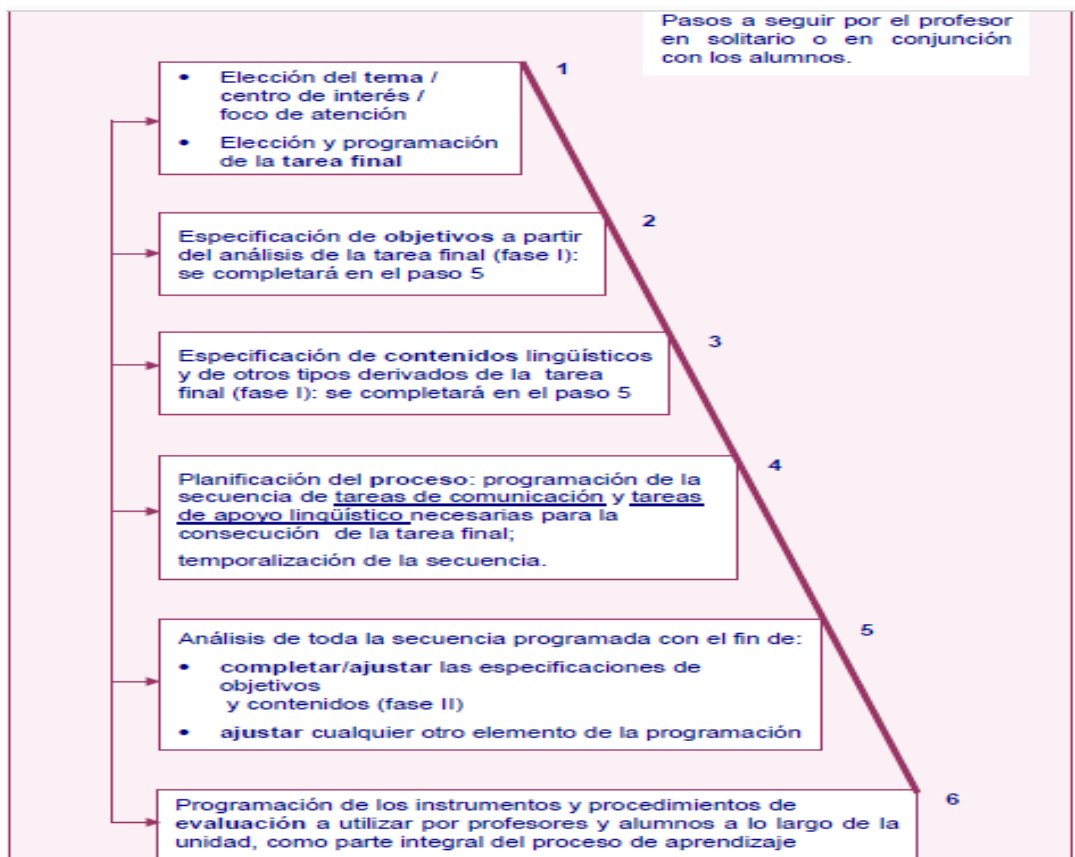 Pasos a seguir por el profesor
en solitario o en conjunción
con los alumnos.
1
• Elección del tema /
centro de interés /
foco de atención
• Elección y programación
de la tarea final
2
Especificación de objetivos a partir
del análisis de la tarea final (fase I):
se completará en el paso 5
3
Especificación de contenidos lingüísticos
y de otros tipos derivados de la tarea
final (fase I): se completará en el paso 5
4
Planificación del proceso: programación de la
secuencia de tareas de comunicación y tareas
de apoyo lingüístico necesarias para la
consecución de la tarea final;
temporalización de la secuencia.
5
Análisis de toda la secuencia programada con el fin de:
• completar/ajustar las especificaciones de
objetivos
y contenidos (fase II)
• ajustar cualquier otro elemento de la programación
6
Programación de los instrumentos y procedimientos de
evaluación a utilizar por profesores y alumnos a lo largo de la
unidad, como parte integral del proceso de aprendizaje